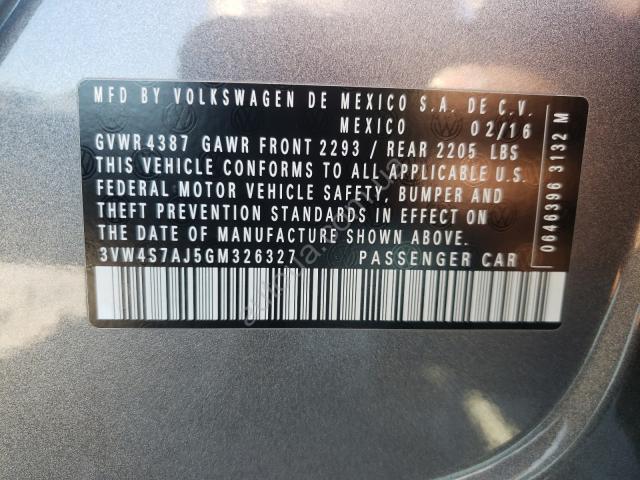 MFD BY VOLKSWAGEN DE MEXICO S.A. DE C.V.
MEXICO 02/16
GVWR 4387 GAWR FRONT 2293 / REAR 2205 LBS
THIS VEHICLE CONFORMS TO ALL APPLICABLE U.S.
FEDERAL MOTOR VEHICLE SAFETY, BUMPER AND
THEFT PREVENTION STANDARDS IN EFFECT ON
THE DATE OF MANUFACTURE SHOWN ABOVE.
3VW4S7AJ5GM326327 PASSENGER CAR
0646396 3132 M